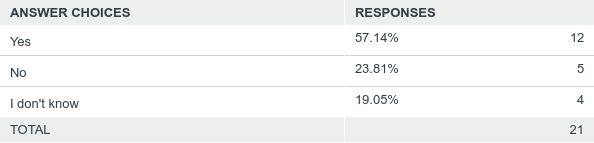 ANSWER CHOICES RESPONSES
Yes 57.14% 12
No 23.81% 5
I don't know 19.05% 4
TOTAL 21